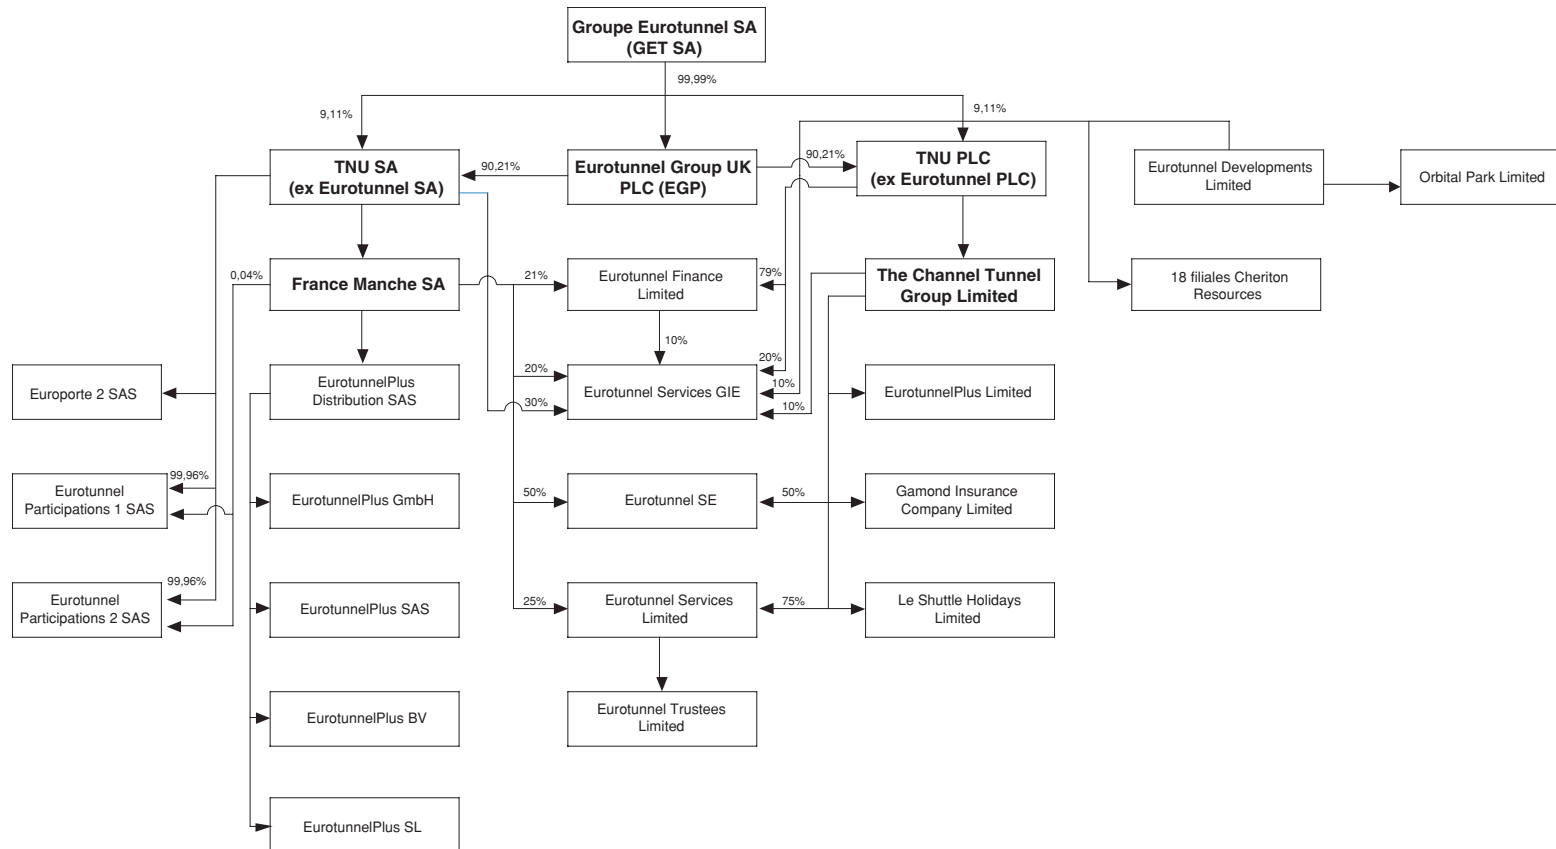 Groupe Eurotunnel SA
(GET SA)
99,99%
9,11%
9,11%
TNU SA
(ex Eurotunnel SA)
90,21%
Eurotunnel Group UK
PLC (EGP)
90,21%
TNU PLC
(ex Eurotunnel PLC)
Eurotunnel Developments
Limited
Orbital Park Limited
0,04%
France Manche SA
21%
Eurotunnel Finance
Limited
79%
The Channel Tunnel
Group Limited
18 filiales Cheriton
Resources
10%
Europorte 2 SAS
EurotunnelPlus
Distribution SAS
20%
30%
Eurotunnel Services GIE
20%
10%
10%
EurotunnelPlus Limited
99,96%
Eurotunnel
Participations 1 SAS
EurotunnelPlus GmbH
50%
Eurotunnel SE
50%
Gamond Insurance
Company Limited
99,96%
Eurotunnel
Participations 2 SAS
EurotunnelPlus SAS
25%
Eurotunnel Services
Limited
75%
Le Shuttle Holidays
Limited
EurotunnelPlus BV
Eurotunnel Trustees
Limited
EurotunnelPlus SL